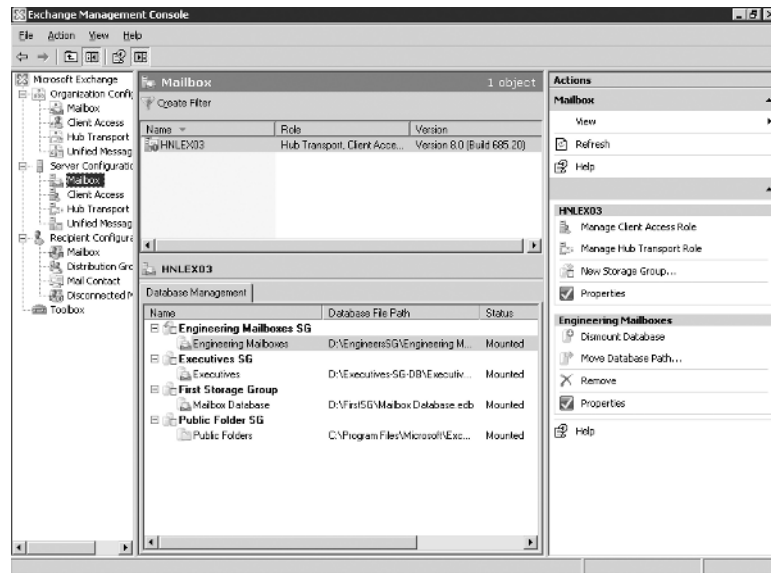 Exchange Management Console
File Action View Help
Microsoft Exchange
Organization Config
Mailbox
Client Access
Hub Transport
Unified Messag
Server Configuratic
Mailbox
Client Access
Hub Transport
Unified Messag
Recipient Configura
Mailbox
Distribution Grc
Mail Contact
Disconnected M
Toolbox
Mailbox 1 object
Create Filter
Name Role Version
HNLEX03 Hub Transport, Client Acce... Version 8.0 (Build 685.20)
HNLEX03
Database Management
Name Database File Path Status
Engineering Mailboxes SG
Engineering Mailboxes D:\EngineersSG\Engineering M... Mounted
Executives SG
Executives D:\Executives-SG-DB\Executiv... Mounted
First Storage Group
Mailbox Database D:\FirstSG\Mailbox Database.edb Mounted
Public Folder SG
Public Folders C:\Program Files\Microsoft\Exc... Mounted
Actions
Mailbox
View
Refresh
Help
HNLEX03
Manage Client Access Role
Manage Hub Transport Role
New Storage Group...
Properties
Engineering Mailboxes
Dismount Database
Move Database Path...
Remove
Properties
Help